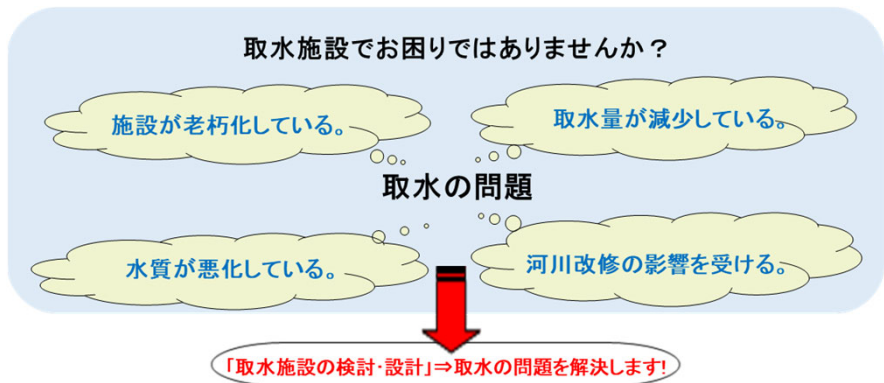 取水施設でお困りではありませんか？
施設が老朽化している。
取水量が減少している。
取水の問題
水質が悪化している。
河川改修の影響を受ける。
「取水施設の検討・設計」⇒取水の問題を解決します!